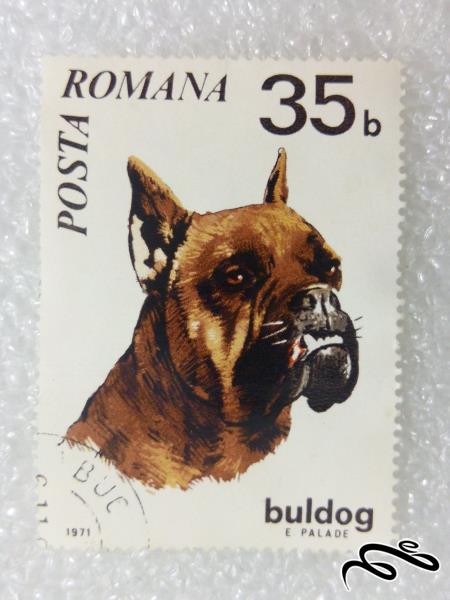 POSTA ROMANA
35b
BUC
1971
buldog
E PALADE